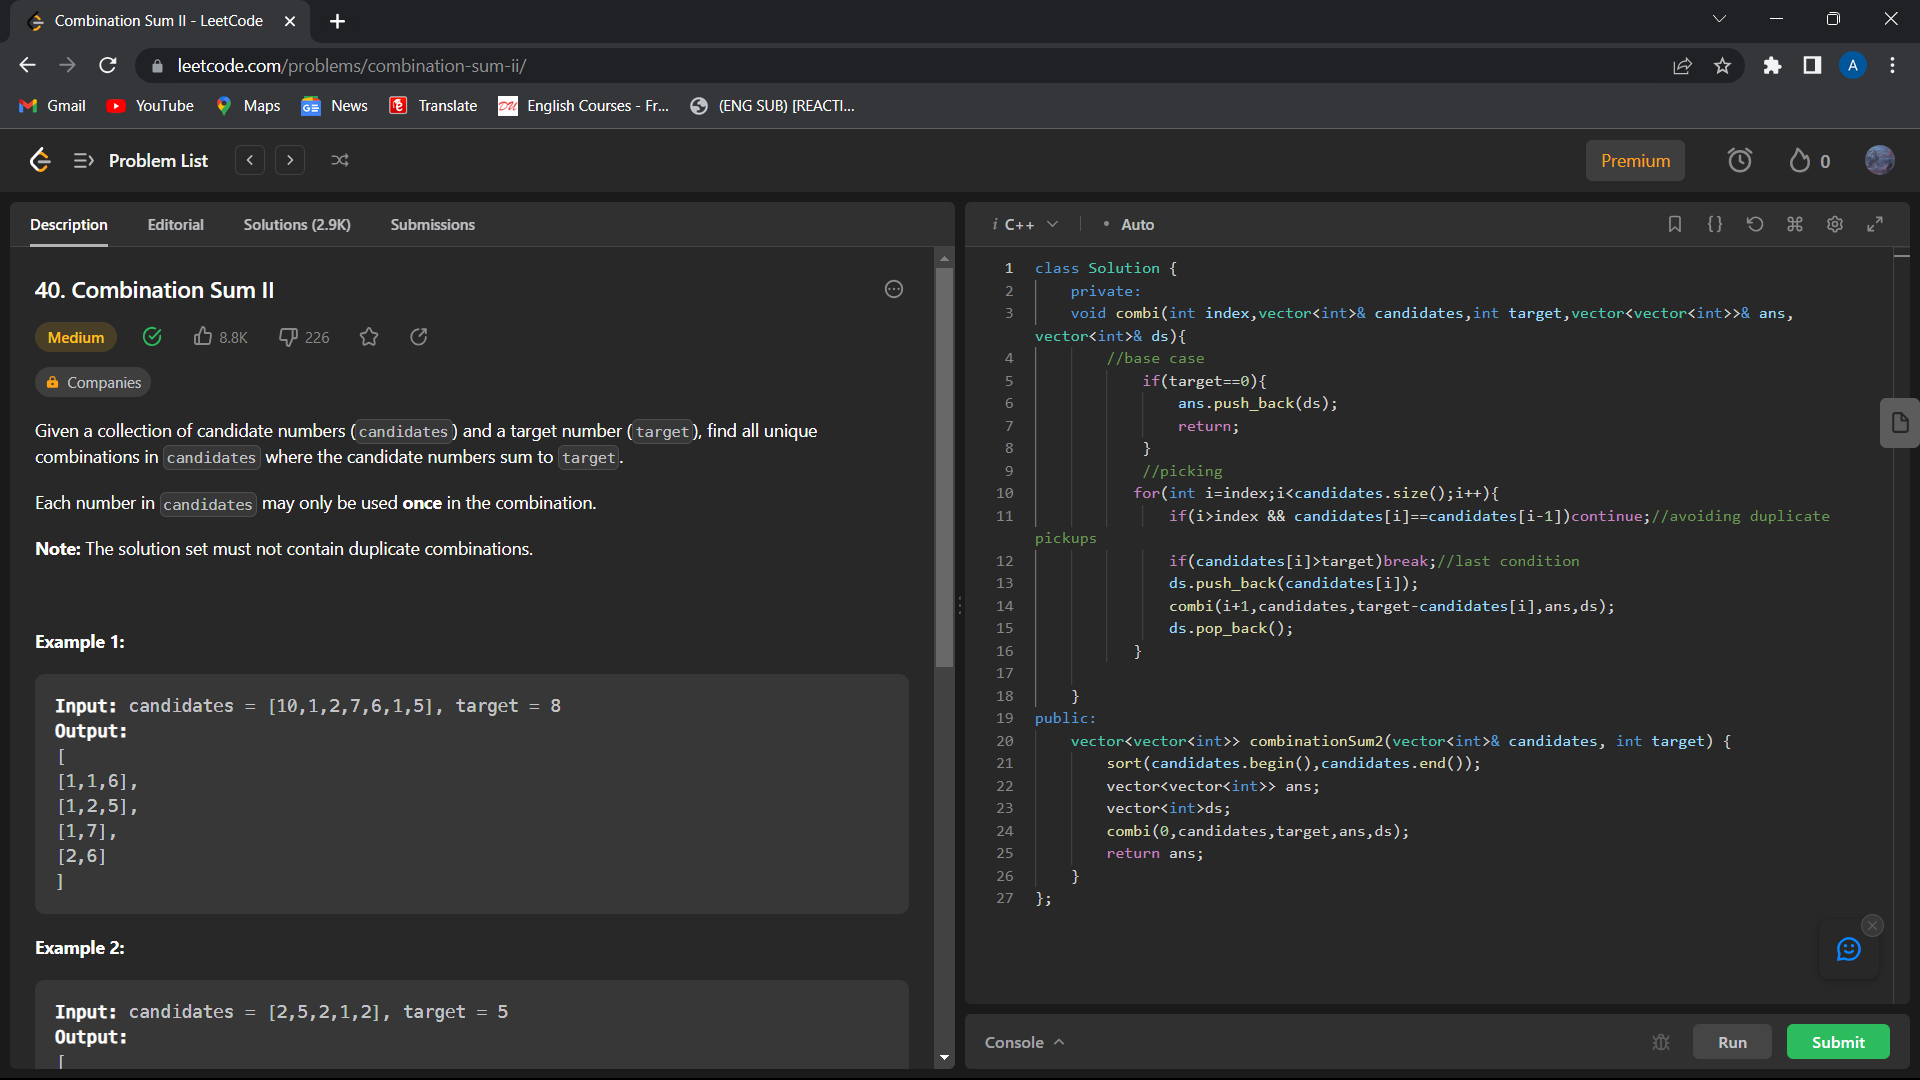 Combination Sum II - LeetCode
leetcode.com/problems/combination-sum-ii/
A
Gmail
YouTube
Maps
News
Translate
English Courses - Fr...
(ENG SUB) [REACTI...
Problem List
Premium
0
Description
Editorial
Solutions (2.9K)
Submissions
40. Combination Sum II
Medium
8.8K
226
Companies
Given a collection of candidate numbers (candidates) and a target number (target), find all unique
combinations in candidates where the candidate numbers sum to target.
Each number in candidates may only be used once in the combination.
Note: The solution set must not contain duplicate combinations.
Example 1:
Input: candidates = [10,1,2,7,6,1,5], target = 8
Output:
[
[1,1,6],
[1,2,5],
[1,7],
[2,6]
]
Example 2:
Input: candidates = [2,5,2,1,2], target = 5
Output:
[
i C++
• Auto
{}
1 class Solution {
2 private:
3 void combi(int index,vector<int>& candidates,int target,vector<vector<int>>& ans,
vector<int>& ds){
4 //base case
5 if(target==0){
6 ans.push_back(ds);
7 return;
8 }
9 //picking
10 for(int i=index;i<candidates.size();i++){
11 if(i>index && candidates[i]==candidates[i-1])continue;//avoiding duplicate
pickups
12 if(candidates[i]>target)break;//last condition
13 ds.push_back(candidates[i]);
14 combi(i+1,candidates,target-candidates[i],ans,ds);
15 ds.pop_back();
16 }
17
18 }
19 public:
20 vector<vector<int>> combinationSum2(vector<int>& candidates, int target) {
21 sort(candidates.begin(),candidates.end());
22 vector<vector<int>> ans;
23 vector<int>ds;
24 combi(0,candidates,target,ans,ds);
25 return ans;
26 }
27 };
Console
Run
Submit